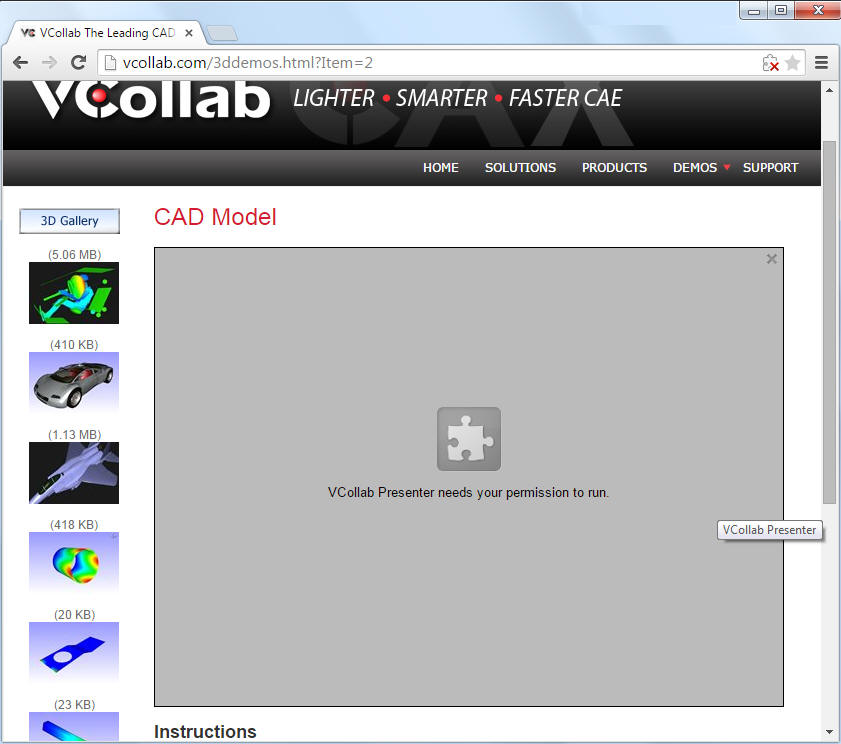 VCollab The Leading CAD
vcollab.com/3ddemos.html?Item=2
VCollab
LIGHTER • SMARTER • FASTER CAE
CAX
HOME SOLUTIONS PRODUCTS DEMOS SUPPORT
3D Gallery
CAD Model
(5.06 MB)
(410 KB)
(1.13 MB)
(418 KB)
(20 KB)
(23 KB)
VCollab Presenter needs your permission to run.
VCollab Presenter
Instructions